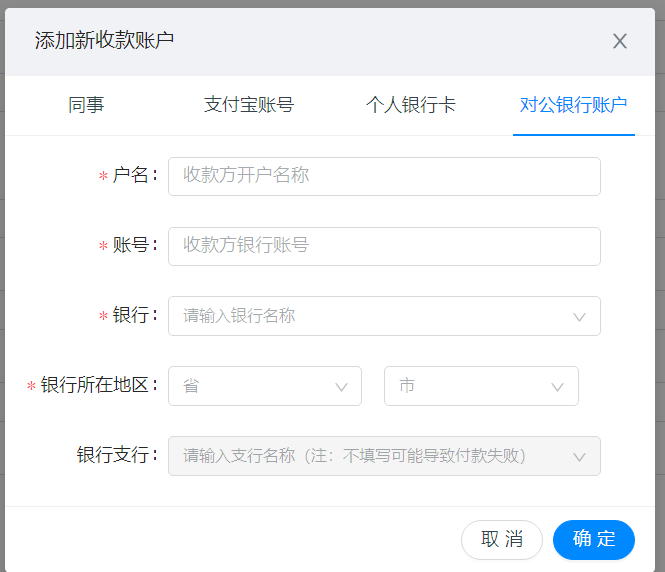 添加新收款账户
同事 支付宝账号 个人银行卡 对公银行账户
* 户名： 收款方开户名称
* 账号： 收款方银行账号
* 银行： 请输入银行名称
* 银行所在地区： 省 市
银行支行： 请输入支行名称（注：不填写可能导致付款失败）
取 消 确 定